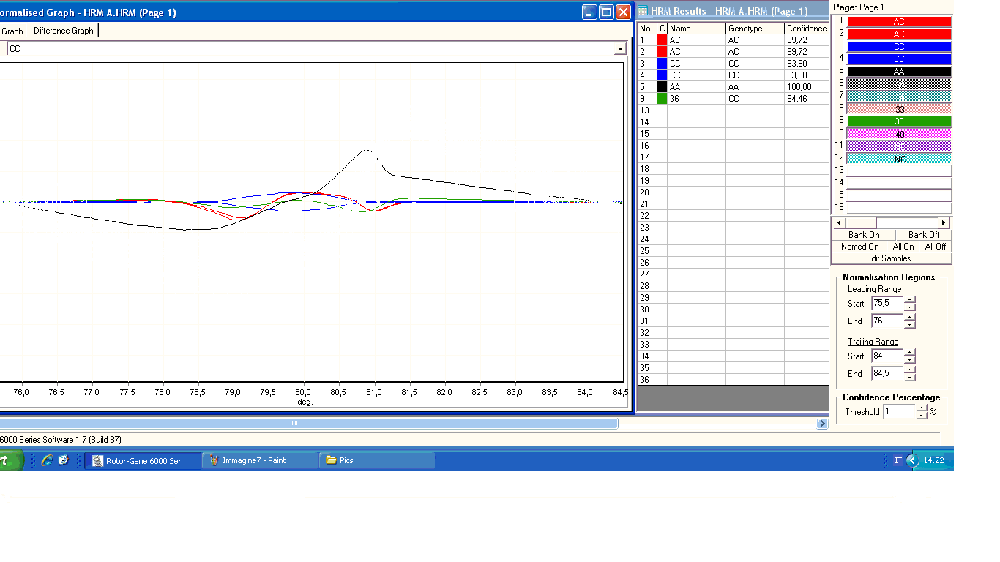 ormalised Graph - HRM A.HRM (Page 1)
Graph
Difference Graph
CC
76,0 76,5 77,0 77,5 78,0 78,5 79,0 79,5 80,0 80,5 81,0 81,5 82,0 82,5 83,0 83,5 84,0 84,5
deg.
HRM Results - HRM A.HRM (Page 1)
No. C Name Genotype Confidence
1 AC AC 99,72
2 AC AC 99,72
3 CC CC 83,90
4 CC CC 83,90
5 AA AA 100,00
9 36 CC 84,46
13
14
15
16
17
18
19
20
21
22
23
24
25
26
27
28
29
30
31
32
33
34
35
36
Page: Page 1
1 AC
2 AC
3 CC
4 CC
5 AA
6
7 14
8 33
9 36
10 40
11 NC
12 NC
13
14
15
16
Bank On Bank Off
Named On All On All Off
Edit Samples...
Normalisation Regions
Leading Range
Start : 75,5
End : 76
Trailing Range
Start : 84
End : 84,5
Confidence Percentage
Threshold 1 %
6000 Series Software 1.7 (Build 87)
rt
Rotor-Gene 6000 Seri...
Immagine7 - Paint
Pics
IT
14.22